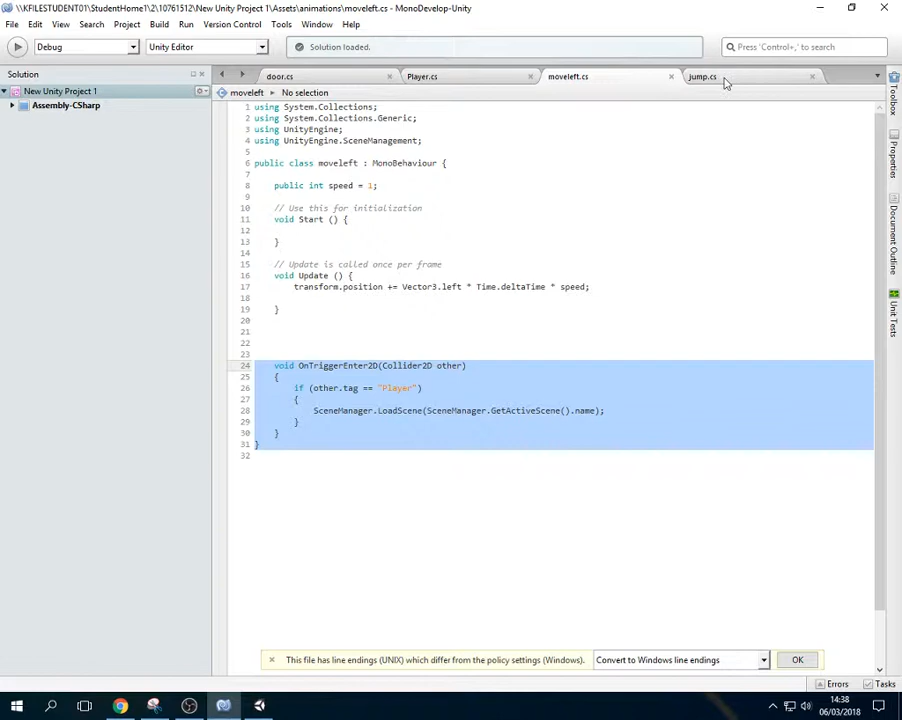 \\KFILESTUDENT01\StudentHome1\2\10761512\New Unity Project 1\Assets\animations\moveleft.cs - MonoDevelop-Unity
File Edit View Search Project Build Run Version Control Tools Window Help
Debug Unity Editor Solution loaded. Press 'Control+,' to search
Solution door.cs Player.cs moveleft.cs jump.cs
New Unity Project 1 moveleft No selection
Assembly-CSharp
1 using System.Collections;
2 using System.Collections.Generic;
3 using UnityEngine;
4 using UnityEngine.SceneManagement;
5
6 public class moveleft : MonoBehaviour {
7
8 public int speed = 1;
9
10 // Use this for initialization
11 void Start () {
12
13 }
14
15 // Update is called once per frame
16 void Update () {
17 transform.position += Vector3.left * Time.deltaTime * speed;
18
19 }
20
21
22
23
24 void OnTriggerEnter2D(Collider2D other)
25 {
26 if (other.tag == "Player")
27 {
28 SceneManager.LoadScene(SceneManager.GetActiveScene().name);
29 }
30 }
31 }
32
Toolbox
Properties
Document Outline
Unit Tests
This file has line endings (UNIX) which differ from the policy settings (Windows). Convert to Windows line endings OK
Errors Tasks
14:38
06/03/2018